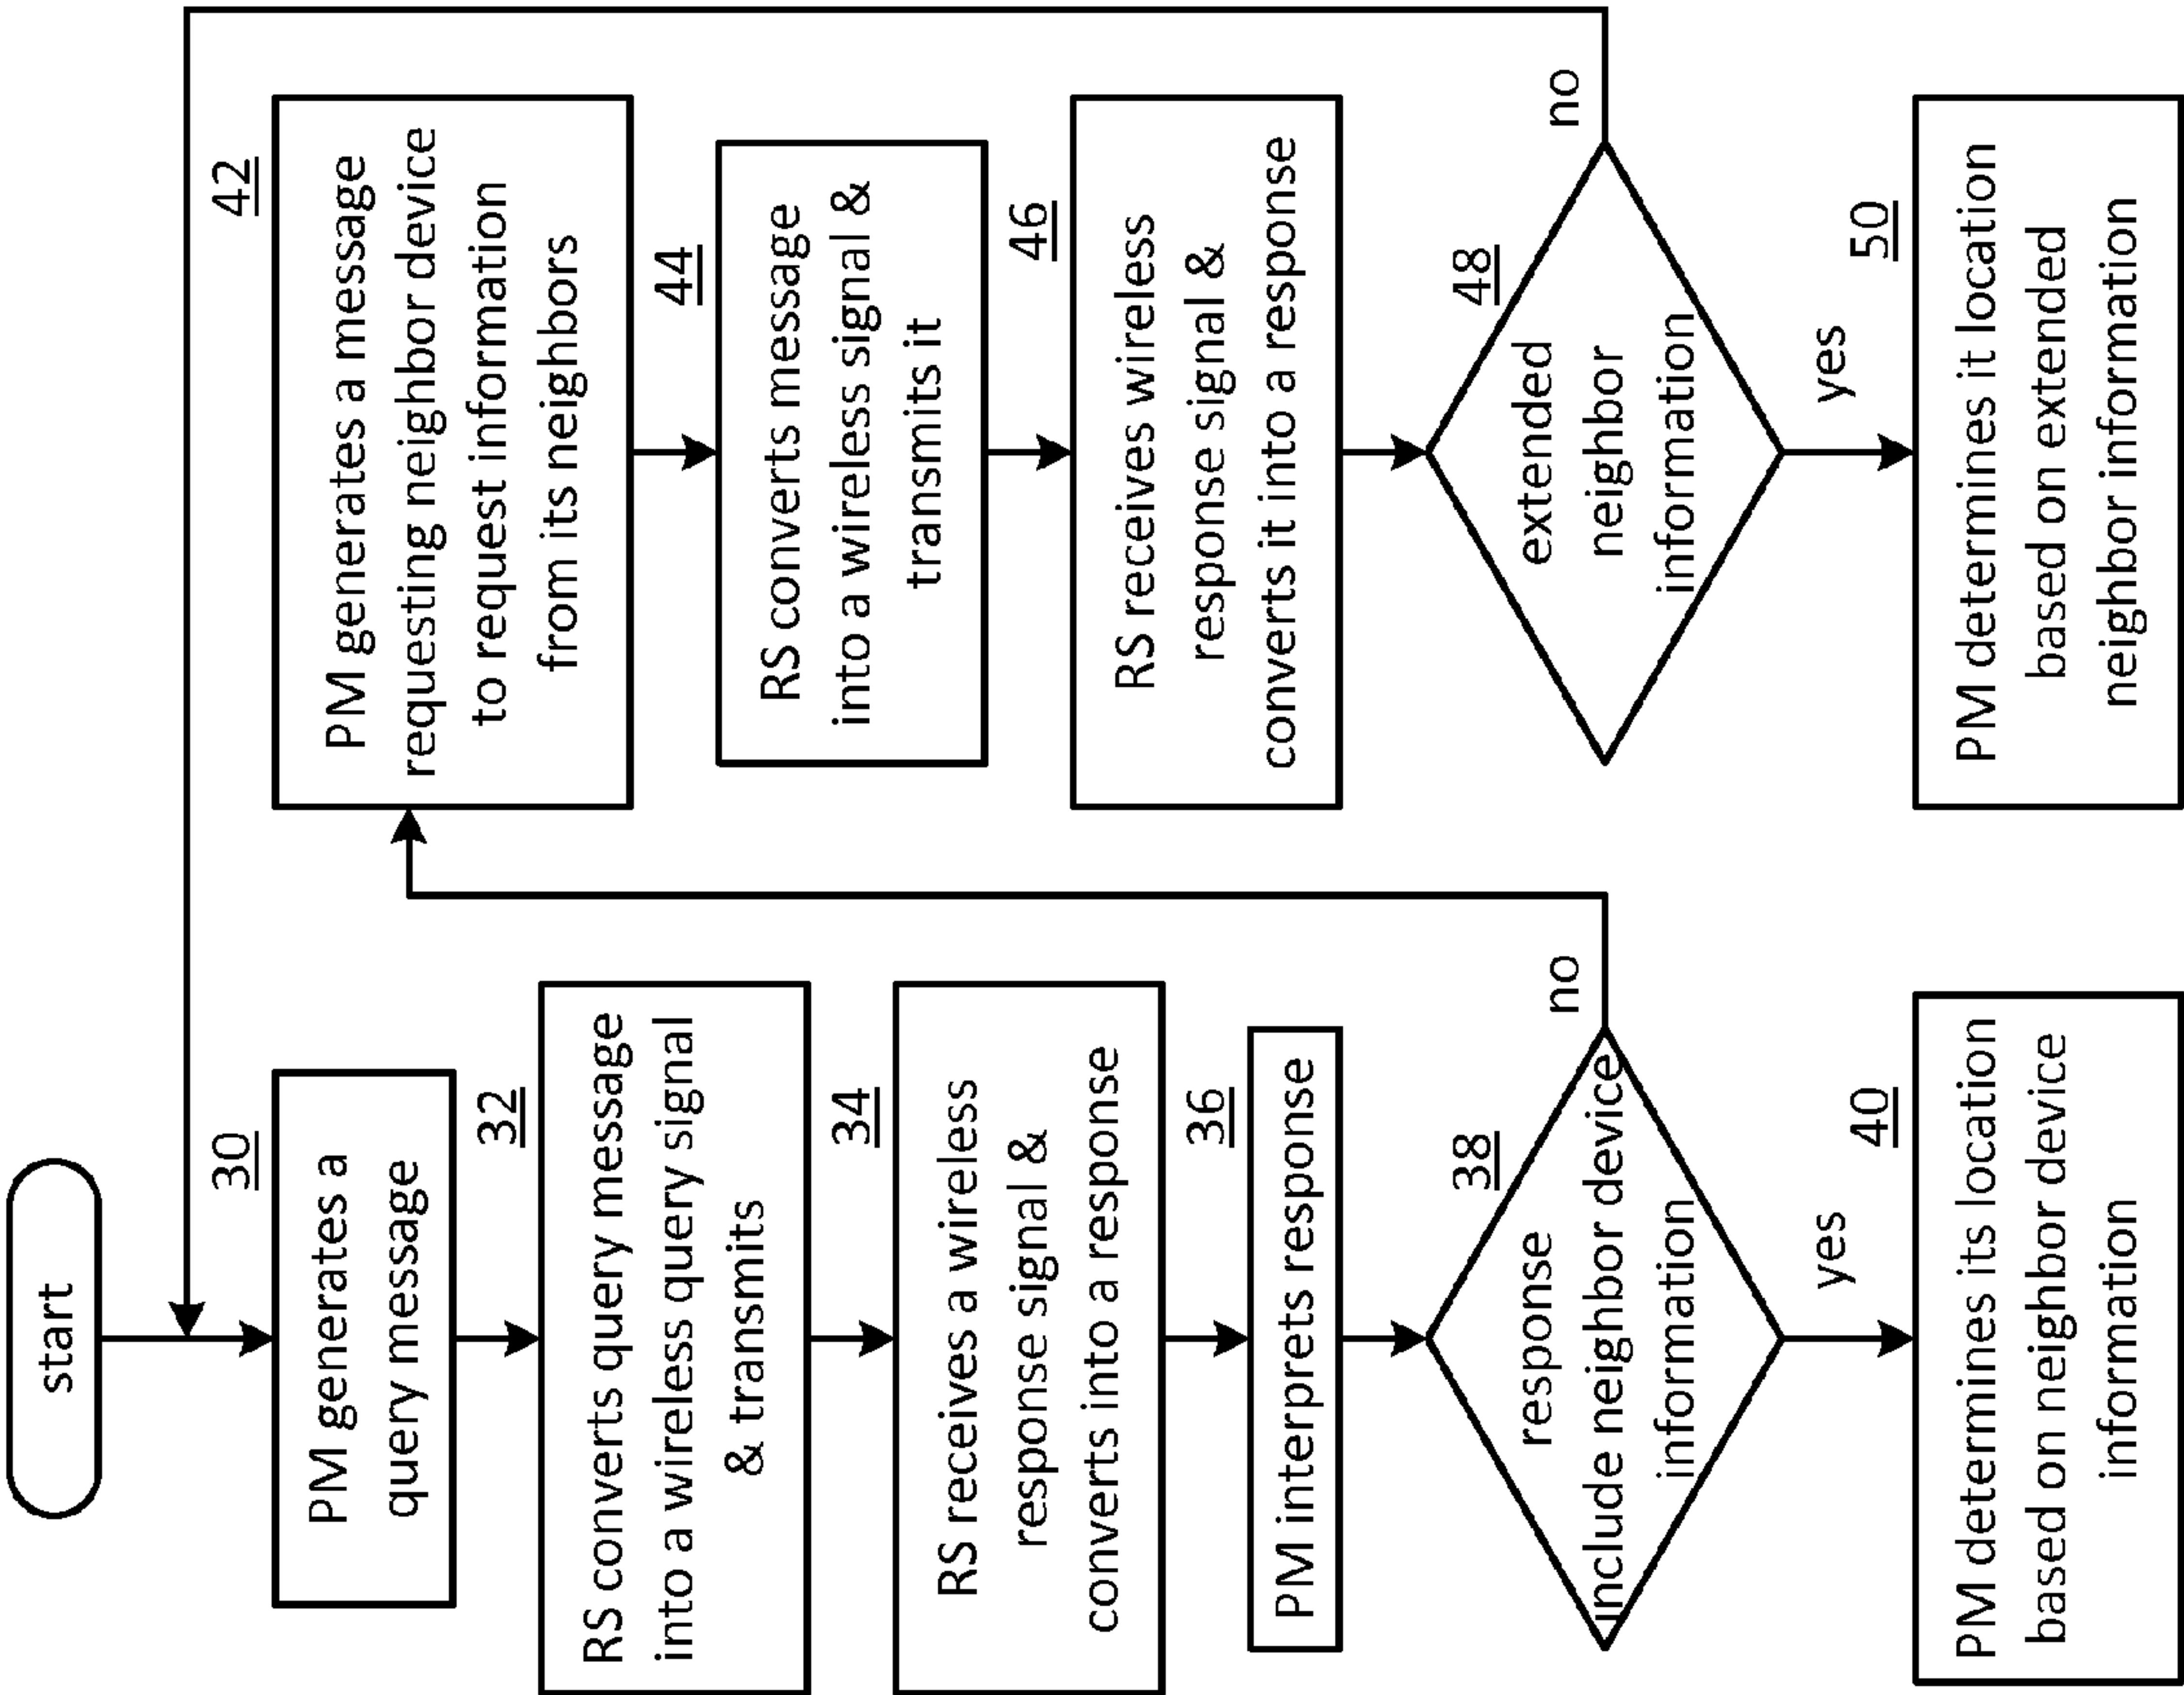 start
30
PM generates a
query message
32
RS converts query message
into a wireless query signal
& transmits
34
RS receives a wireless
response signal &
converts into a response
36
PM interprets response
38
response
include neighbor device
information
no
yes
40
PM determines its location
based on neighbor device
information
42
PM generates a message
requesting neighbor device
to request information
from its neighbors
44
RS converts message
into a wireless signal &
transmits it
46
RS receives wireless
response signal &
converts it into a response
48
extended
neighbor
information
no
yes
50
PM determines it location
based on extended
neighbor information